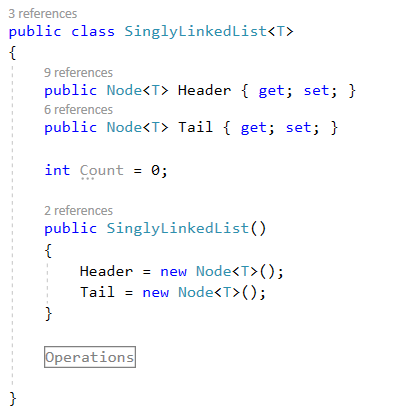 3 references
public class SinglyLinkedList<T>
{
9 references
public Node<T> Header { get; set; }
6 references
public Node<T> Tail { get; set; }
int Count = 0;
2 references
public SinglyLinkedList()
{
Header = new Node<T>();
Tail = new Node<T>();
}
Operations
}